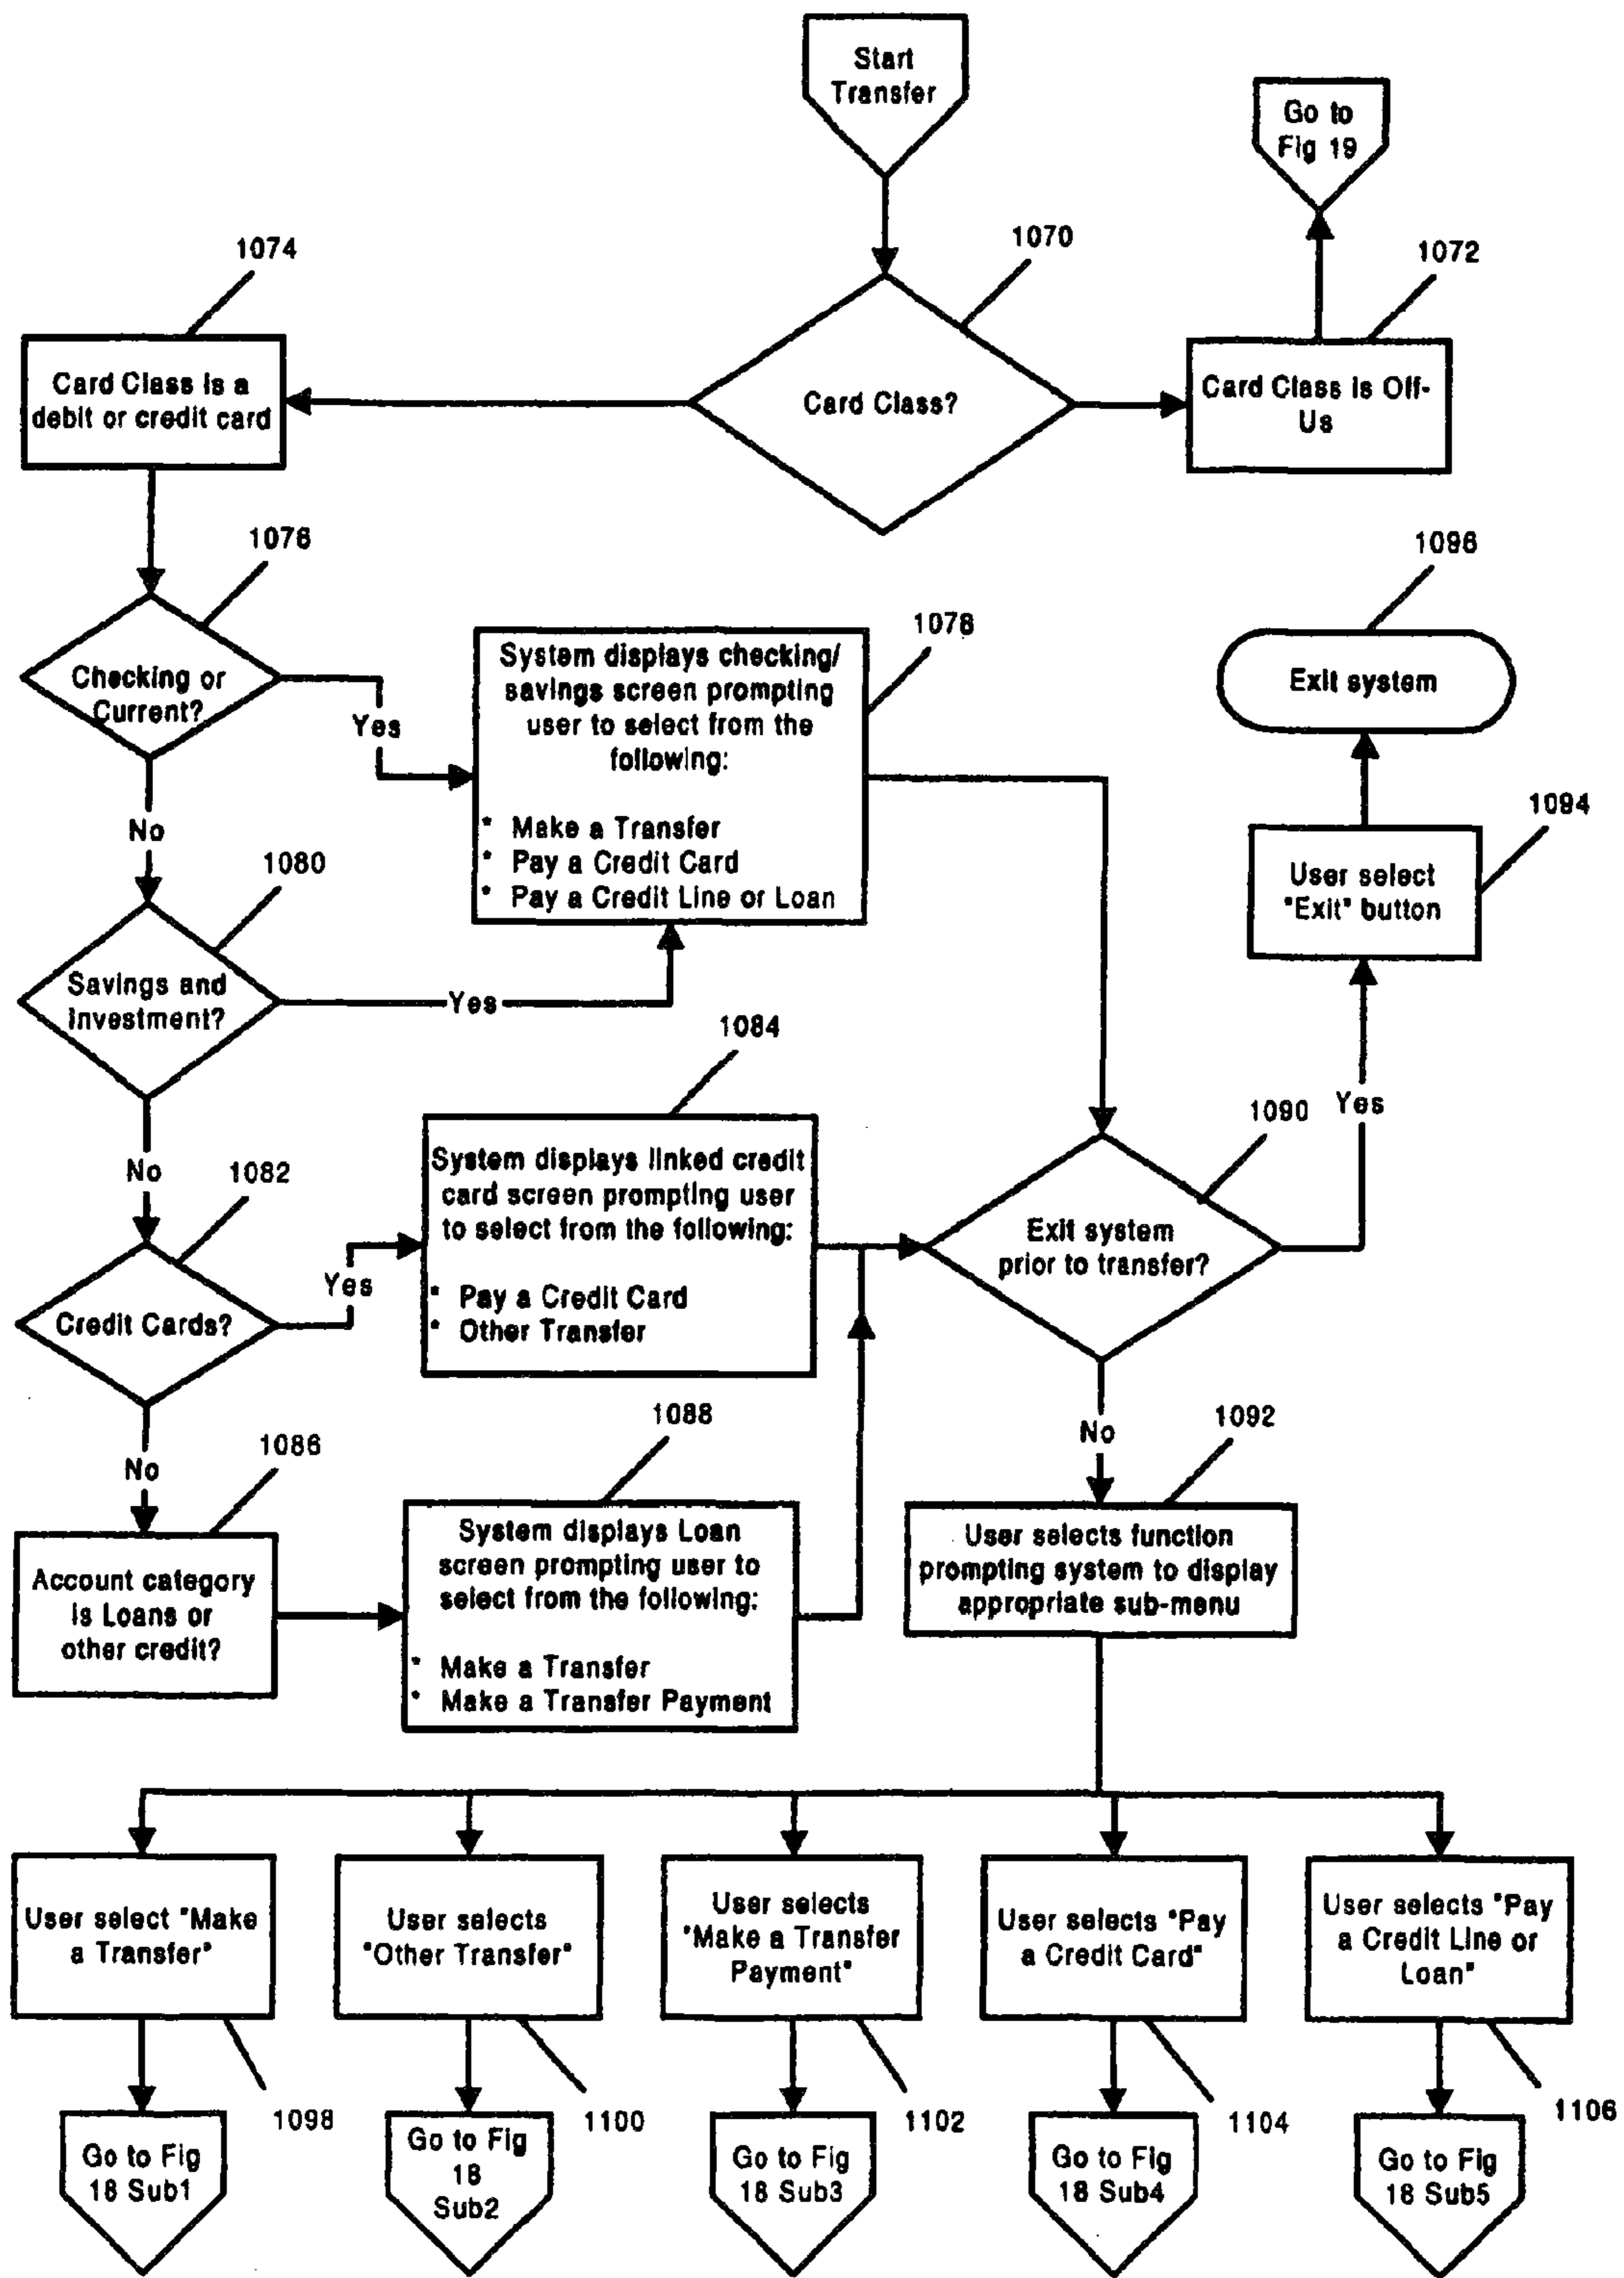 Start
Transfer
Go to
Fig 19
1074
1070
1072
Card Class is a
debit or credit card
Card Class?
Card Class is Off-
Us
1076
1096
1078
Checking or
Current?
Yes
System displays checking/
savings screen prompting
user to select from the
following:
* Make a Transfer
* Pay a Credit Card
* Pay a Credit Line or Loan
Exit system
1094
No
1080
User select
"Exit" button
Savings and
Investment?
Yes
1084
1090
Yes
No
1082
System displays linked credit
card screen prompting user
to select from the following:
* Pay a Credit Card
* Other Transfer
Exit system
prior to transfer?
Credit Cards?
Yes
No
1086
1088
No
1092
Account category
is Loans or
other credit?
System displays Loan
screen prompting user to
select from the following:
* Make a Transfer
* Make a Transfer Payment
User selects function
prompting system to display
appropriate sub-menu
User select "Make
a Transfer"
User selects
"Other Transfer"
User selects
"Make a Transfer
Payment"
User selects "Pay
a Credit Card"
User selects "Pay
a Credit Line or
Loan"
1098
1100
1102
1104
1106
Go to Fig
18 Sub1
Go to Fig
18
Sub2
Go to Fig
18 Sub3
Go to Fig
18 Sub4
Go to Fig
18 Sub5